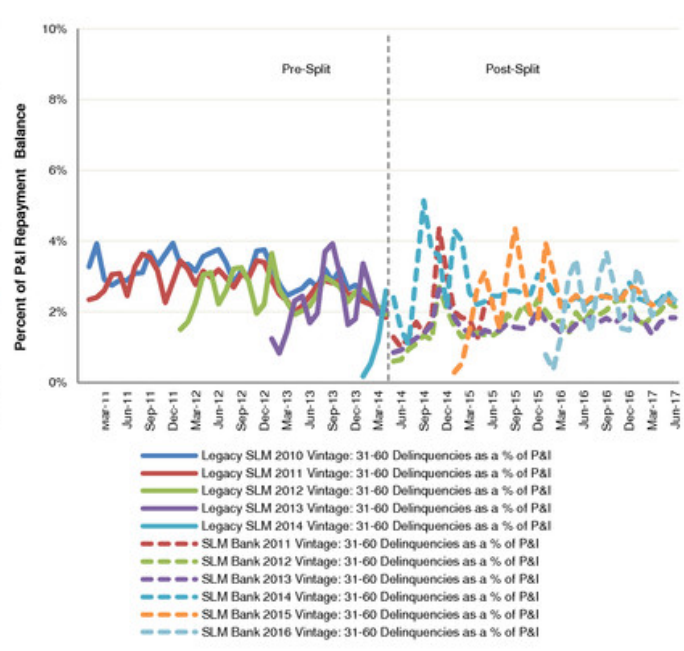 10%
Pre-Split
Post-Split
8%
6%
4%
2%
0%
Percent of P&I Repayment Balance
Mar-11
Jun-11
Sep-11
Dec-11
Mar-12
Jun-12
Sep-12
Dec-12
Mar-13
Jun-13
Sep-13
Dec-13
Mar-14
Jun-14
Sep-14
Dec-14
Mar-15
Jun-15
Sep-15
Dec-15
Mar-16
Jun-16
Sep-16
Dec-16
Mar-17
Jun-17
Legacy SLM 2010 Vintage: 31-60 Delinquencies as a % of P&I
Legacy SLM 2011 Vintage: 31-60 Delinquencies as a % of P&I
Legacy SLM 2012 Vintage: 31-60 Delinquencies as a % of P&I
Legacy SLM 2013 Vintage: 31-60 Delinquencies as a % of P&I
Legacy SLM 2014 Vintage: 31-60 Delinquencies as a % of P&I
SLM Bank 2011 Vintage: 31-60 Delinquencies as a % of P&I
SLM Bank 2012 Vintage: 31-60 Delinquencies as a % of P&I
SLM Bank 2013 Vintage: 31-60 Delinquencies as a % of P&I
SLM Bank 2014 Vintage: 31-60 Delinquencies as a % of P&I
SLM Bank 2015 Vintage: 31-60 Delinquencies as a % of P&I
SLM Bank 2016 Vintage: 31-60 Delinquencies as a % of P&I